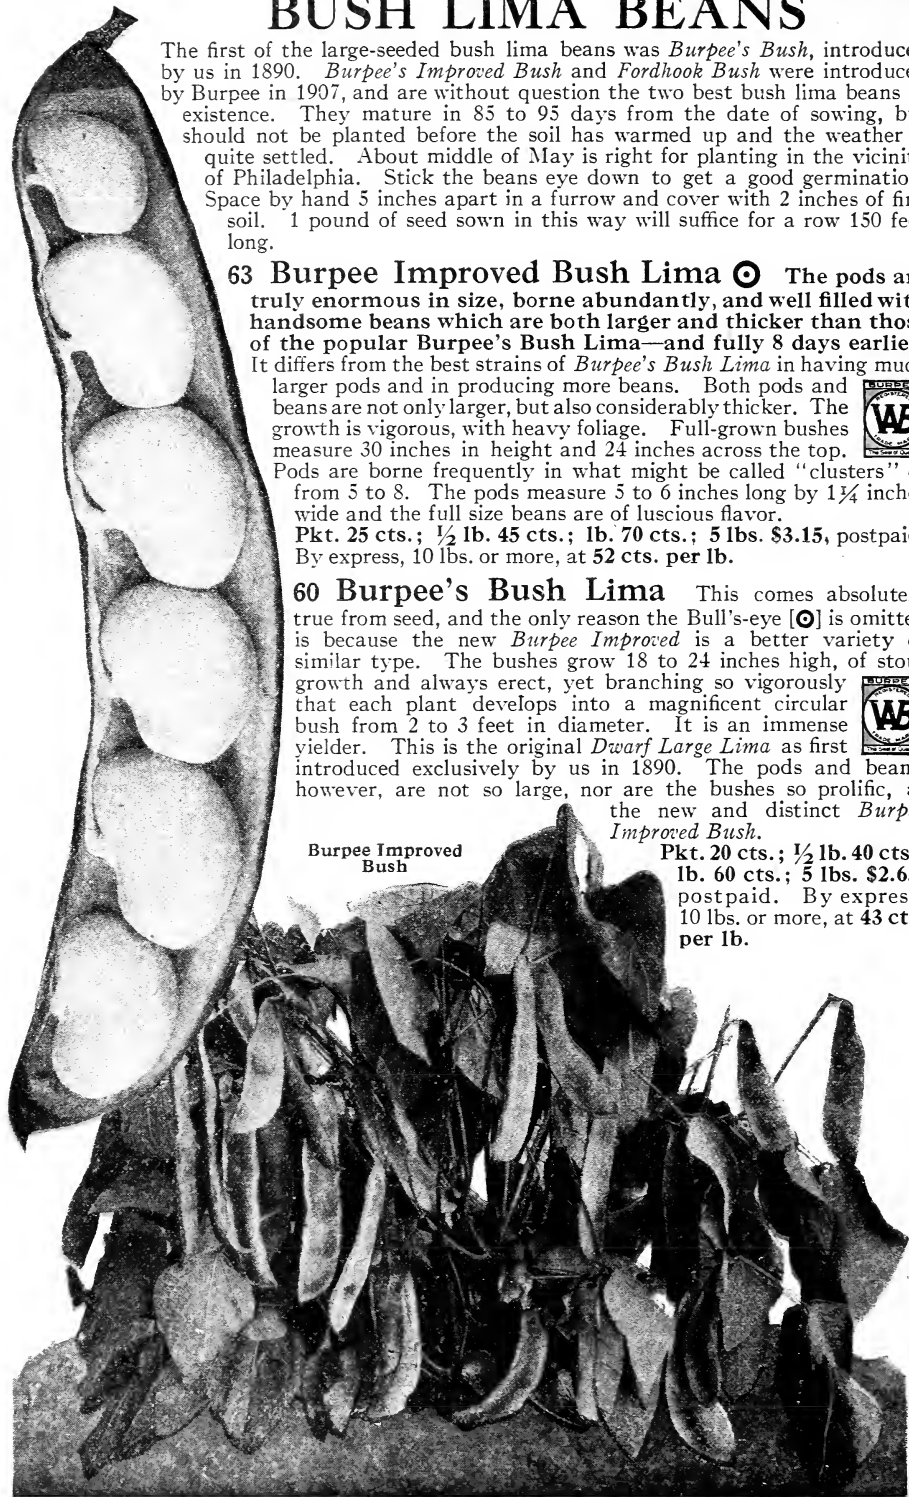 BUSH LIMA BEANS
The first of the large-seeded bush lima beans was Burpee's Bush, introduce
by us in 1890. Burpee's Improved Bush and Fordhook Bush were introduce
by Burpee in 1907, and are without question the two best bush lima beans
existence. They mature in 85 to 95 days from the date of sowing, b
should not be planted before the soil has warmed up and the weather
quite settled. About middle of May is right for planting in the vicinit
of Philadelphia. Stick the beans eye down to get a good germinatio
Space by hand 5 inches apart in a furrow and cover with 2 inches of fin
soil. 1 pound of seed sown in this way will suffice for a row 150 fe
long.
63 Burpee Improved Bush Lima ⊙ The pods ar
truly enormous in size, borne abundantly, and well filled wit
handsome beans which are both larger and thicker than thos
of the popular Burpee's Bush Lima—and fully 8 days earlie
It differs from the best strains of Burpee's Bush Lima in having muc
larger pods and in producing more beans. Both pods and
beans are not only larger, but also considerably thicker. The
growth is vigorous, with heavy foliage. Full-grown bushes
measure 30 inches in height and 24 inches across the top.
Pods are borne frequently in what might be called "clusters"
from 5 to 8. The pods measure 5 to 6 inches long by 1¼ inch
wide and the full size beans are of luscious flavor.
Pkt. 25 cts.; ½ lb. 45 cts.; lb. 70 cts.; 5 lbs. $3.15, postpai
By express, 10 lbs. or more, at 52 cts. per lb.
60 Burpee's Bush Lima This comes absolute
true from seed, and the only reason the Bull's-eye [⊙] is omitte
is because the new Burpee Improved is a better variety
similar type. The bushes grow 18 to 24 inches high, of sto
growth and always erect, yet branching so vigorously
that each plant develops into a magnificent circular
bush from 2 to 3 feet in diameter. It is an immense
yielder. This is the original Dwarf Large Lima as first
introduced exclusively by us in 1890. The pods and bean
however, are not so large, nor are the bushes so prolific, a
the new and distinct Burp
Improved Bush.
Pkt. 20 cts.; ½ lb. 40 cts
lb. 60 cts.; 5 lbs. $2.6
postpaid. By expres
10 lbs. or more, at 43 ct
per lb.
Burpee Improved
Bush